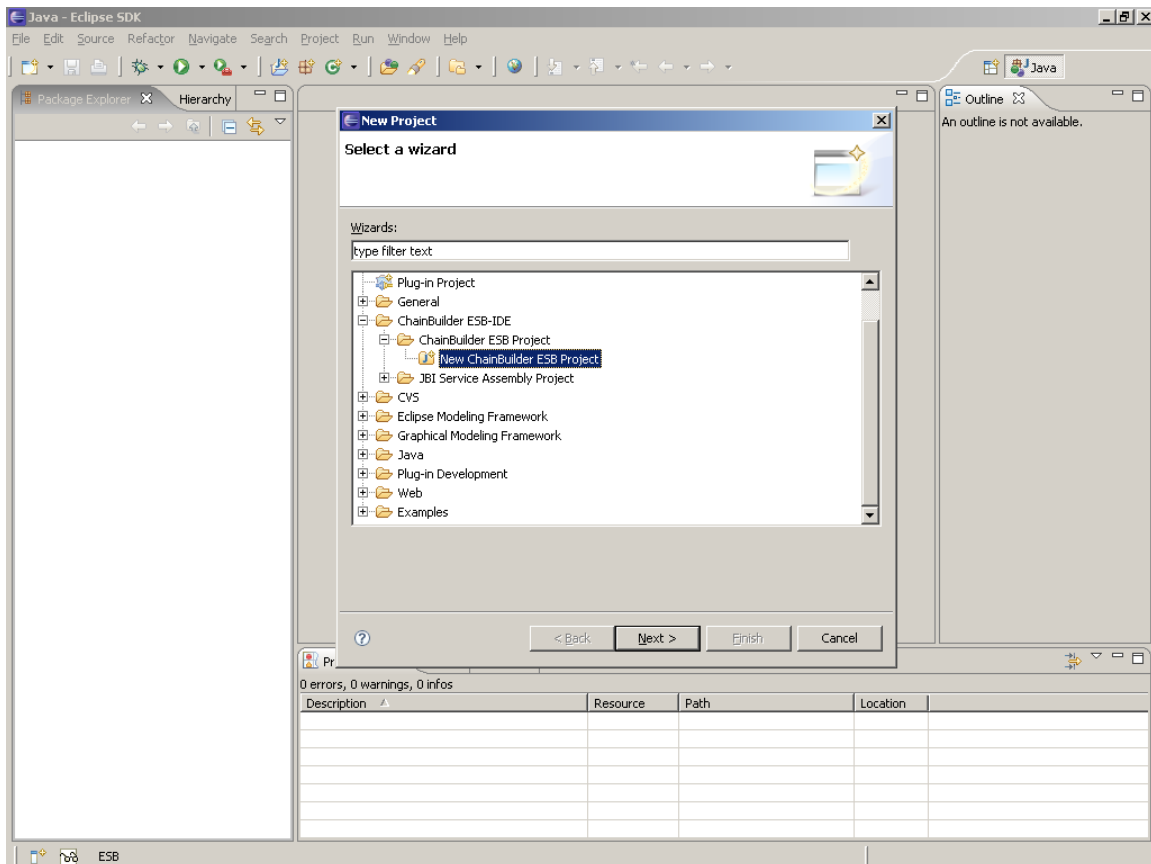 Java - Eclipse SDK
File Edit Source Refactor Navigate Search Project Run Window Help
Java
Package Explorer Hierarchy
Outline
An outline is not available.
New Project
Select a wizard
Wizards:
type filter text
Plug-in Project
General
ChainBuilder ESB-IDE
ChainBuilder ESB Project
New ChainBuilder ESB Project
JBI Service Assembly Project
CVS
Eclipse Modeling Framework
Graphical Modeling Framework
Java
Plug-in Development
Web
Examples
< Back Next > Finish Cancel
Pr
0 errors, 0 warnings, 0 infos
Description Resource Path Location
ESB